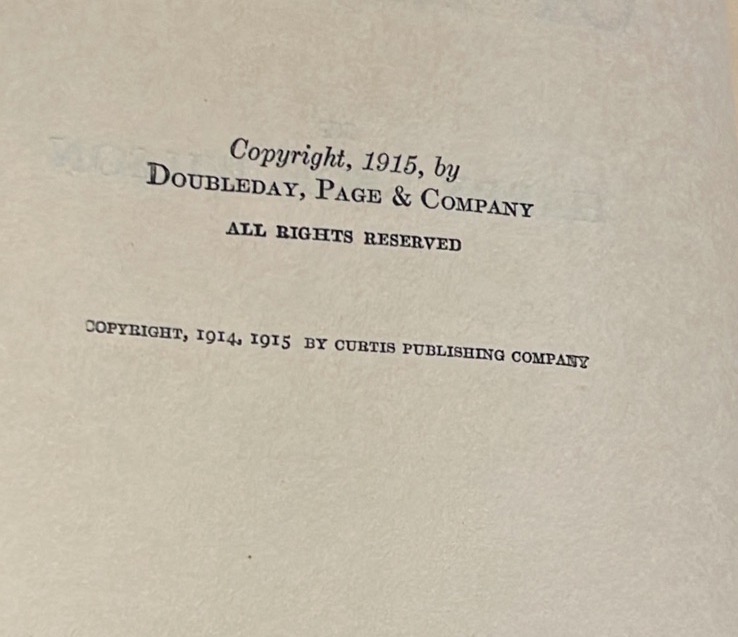 Copyright, 1915, by
DOUBLEDAY, PAGE & COMPANY
ALL RIGHTS RESERVED
COPYRIGHT, 1914, 1915 BY CURTIS PUBLISHING COMPANY